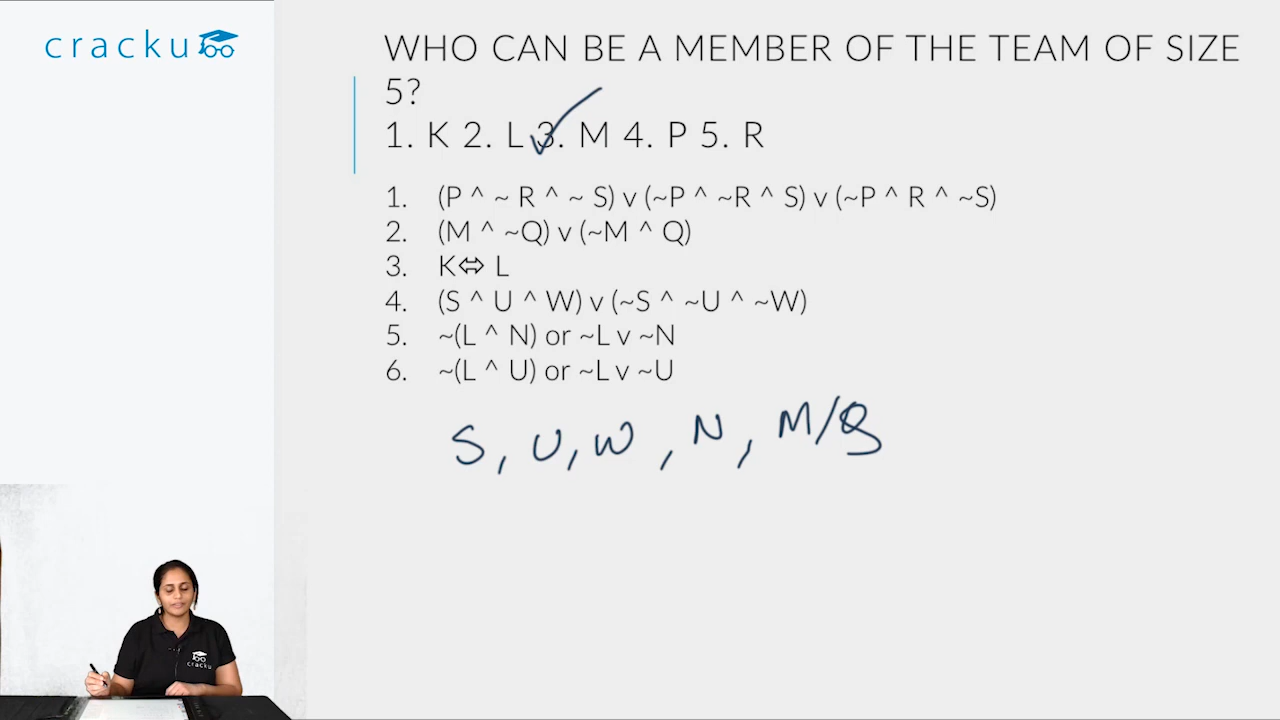 cracku
WHO CAN BE A MEMBER OF THE TEAM OF SIZE
5?
1. K 2. L 3. M 4. P 5. R
1. (P ^ ~ R ^ ~ S) v (~P ^ ~R ^ S) v (~P ^ R ^ ~S)
2. (M ^ ~Q) v (~M ^ Q)
3. K⇔ L
4. (S ^ U ^ W) v (~S ^ ~U ^ ~W)
5. ~(L ^ N) or ~L v ~N
6. ~(L ^ U) or ~L v ~U
S, U, W, N, M/Q
cracku